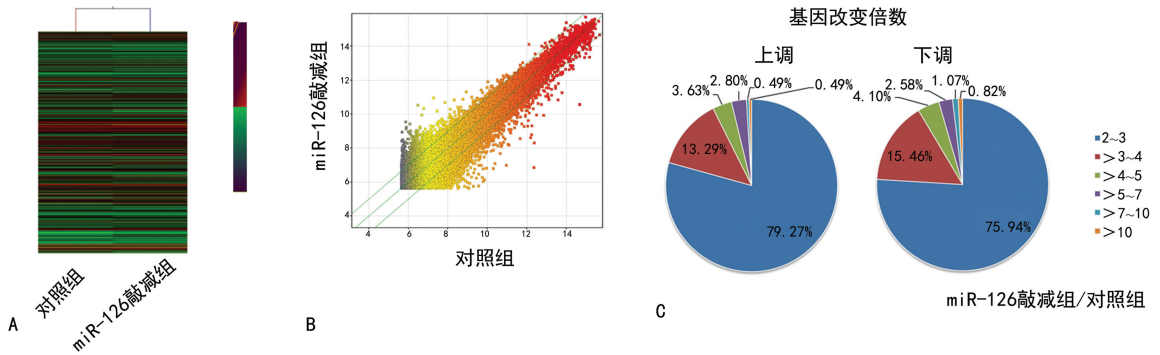 对照组
miR-126敲减组
A
miR-126敲减组
14
12
10
8
6
4
4
6
8
10
12
14
对照组
B
基因改变倍数
上调
下调
3.63%
2.80%
0.49%
0.49%
13.29%
79.27%
4.10%
2.58%
1.07%
0.82%
15.46%
75.94%
2~3
>3~4
>4~5
>5~7
>7~10
>10
miR-126敲减组/对照组
C